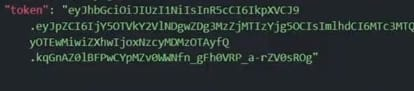 "token": "eyJhbGciOiJIUzI1NiIsInR5cCI6IkpXVCJ9
.eyJpZCI6IjY5OTVkY2VlNDgwZDg3MzZjMTIzYjg5OCIsImlhdCI6MTc3MTQ
yOTEwMiwiZXhwIjoxNzcyMDMzOTAyfQ
.kqGnAZ0lBFPwCYpMZv0WWNfn_gFh0VRP_a-rZV0sROg"